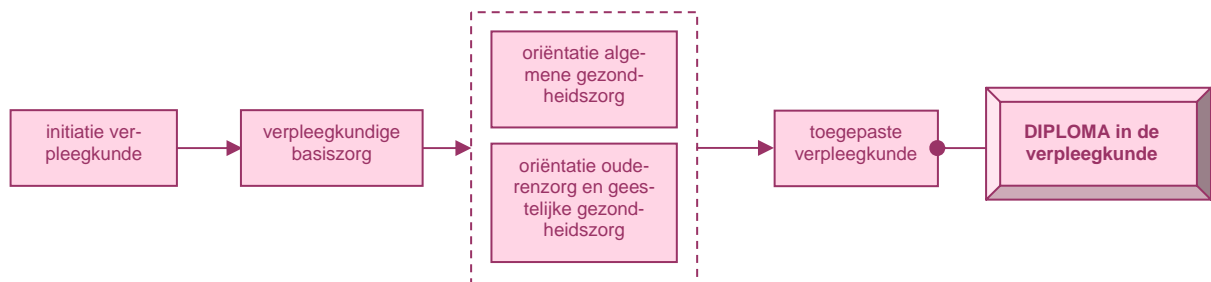 initiatie ver-
pleegkunde
verpleegkundige
basiszorg
oriëntatie alge-
mene gezond-
heidszorg
oriëntatie oude-
renzorg en gees-
telijke gezond-
heidszorg
toegepaste
verpleegkunde
DIPLOMA in de
verpleegkunde